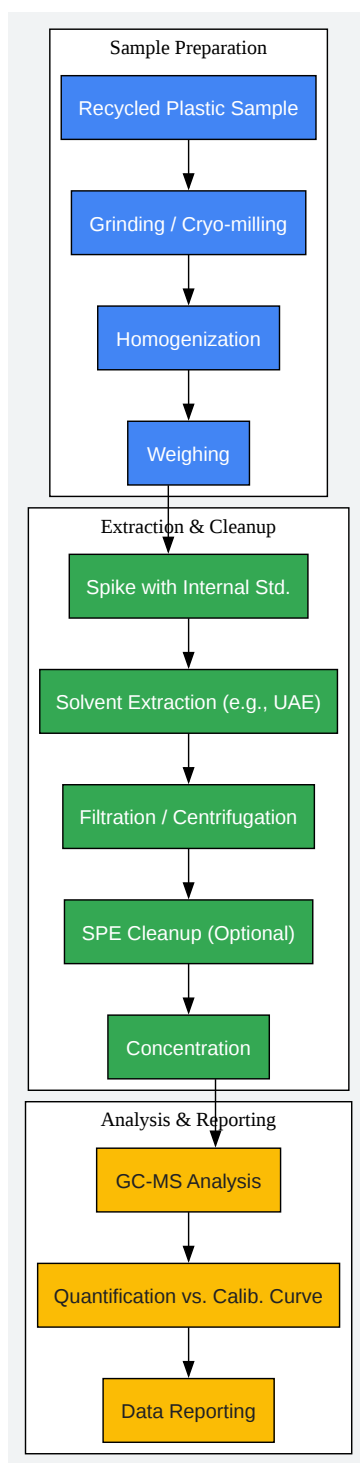 Sample Preparation
Recycled Plastic Sample
Grinding / Cryo-milling
Homogenization
Weighing
Extraction & Cleanup
Spike with Internal Std.
Solvent Extraction (e.g., UAE)
Filtration / Centrifugation
SPE Cleanup (Optional)
Concentration
Analysis & Reporting
GC-MS Analysis
Quantification vs. Calib. Curve
Data Reporting